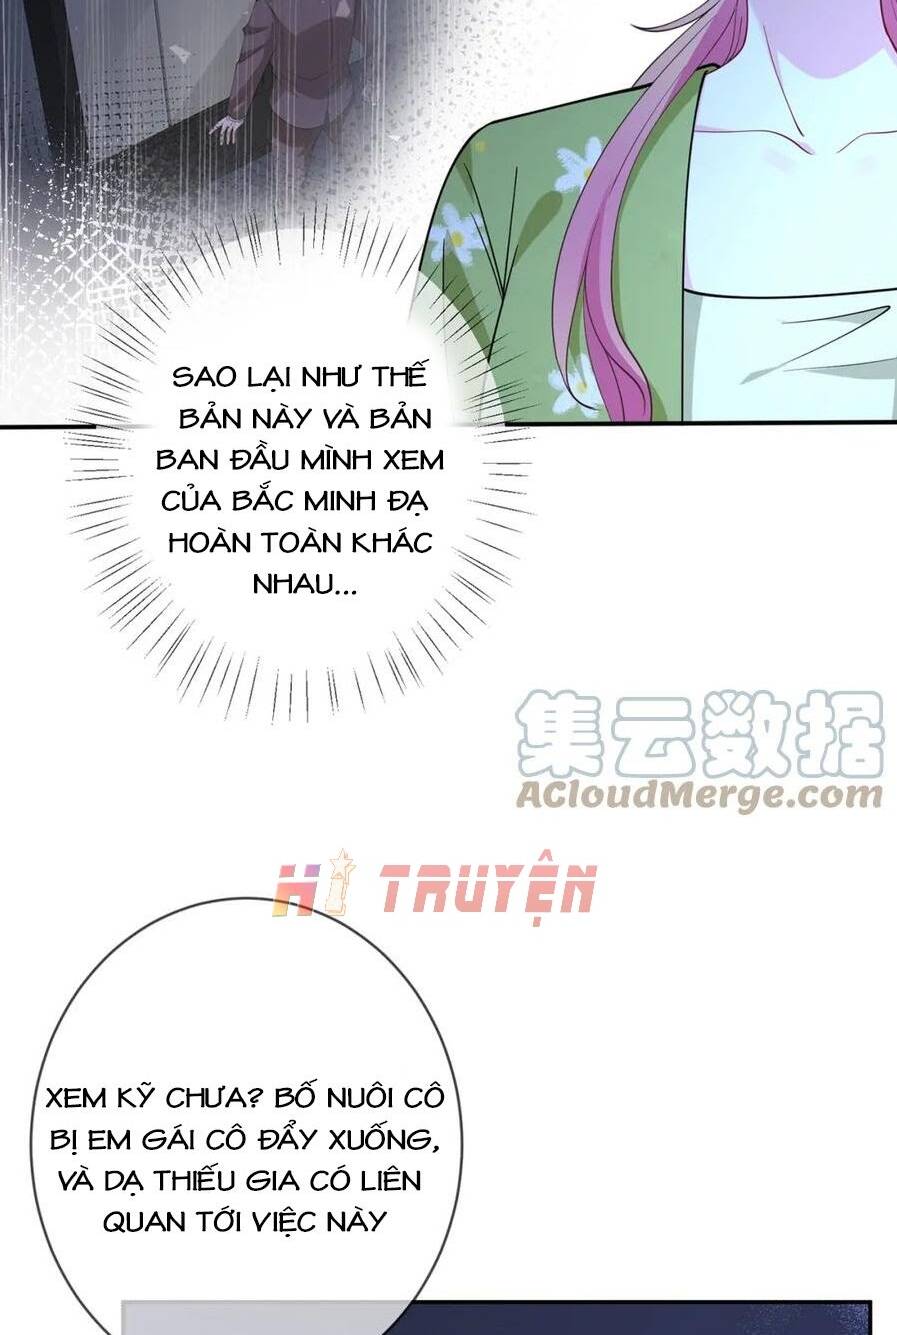 SAO LẠI NHƯ THẾ
BẢN NÀY VÀ BẢN
BAN ĐẦU MÌNH XEM
CỦA BẮC MINH DẠ
HOÀN TOÀN KHÁC
NHAU...
集云数据
ACloudMerge.com
HI TRUYỆN
XEM KỸ CHƯA? BỐ NUÔI CÔ
BỊ EM GÁI CÔ ĐẨY XUỐNG,
VÀ DẠ THIẾU GIA CÓ LIÊN
QUAN TỚI VIỆC NÀY